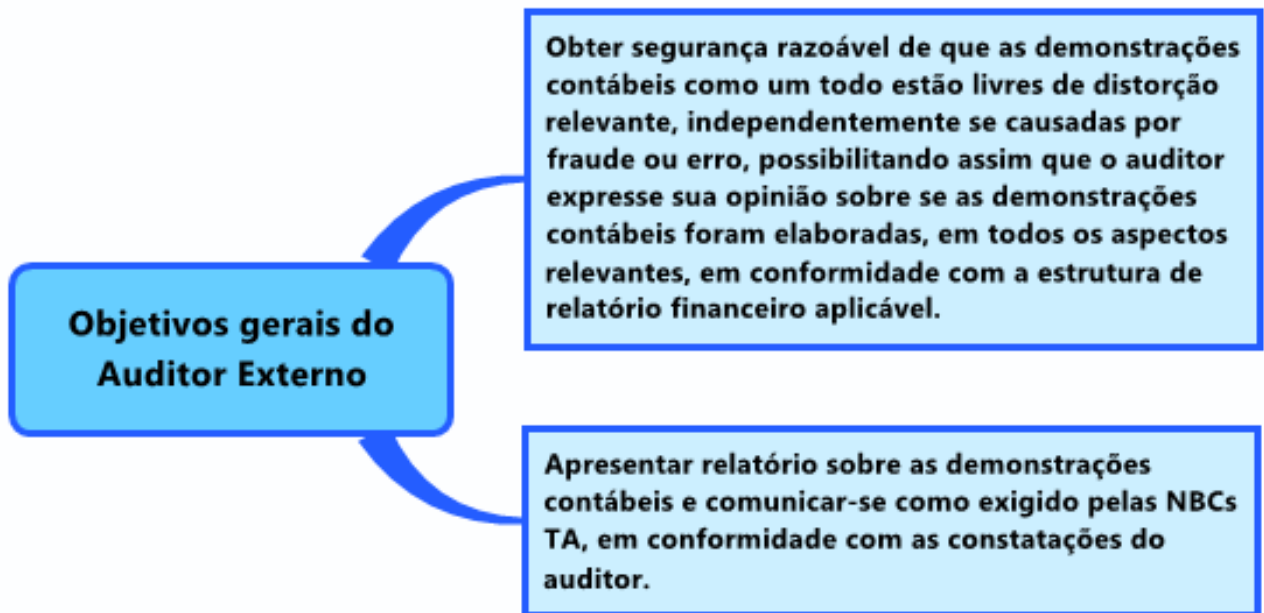 Obter segurança razoável de que as demonstrações
contábeis como um todo estão livres de distorção
relevante, independentemente se causadas por
fraude ou erro, possibilitando assim que o auditor
expresse sua opinião sobre se as demonstrações
contábeis foram elaboradas, em todos os aspectos
relevantes, em conformidade com a estrutura de
relatório financeiro aplicável.
Objetivos gerais do
Auditor Externo
Apresentar relatório sobre as demonstrações
contábeis e comunicar-se como exigido pelas NBCs
TA, em conformidade com as constatações do
auditor.